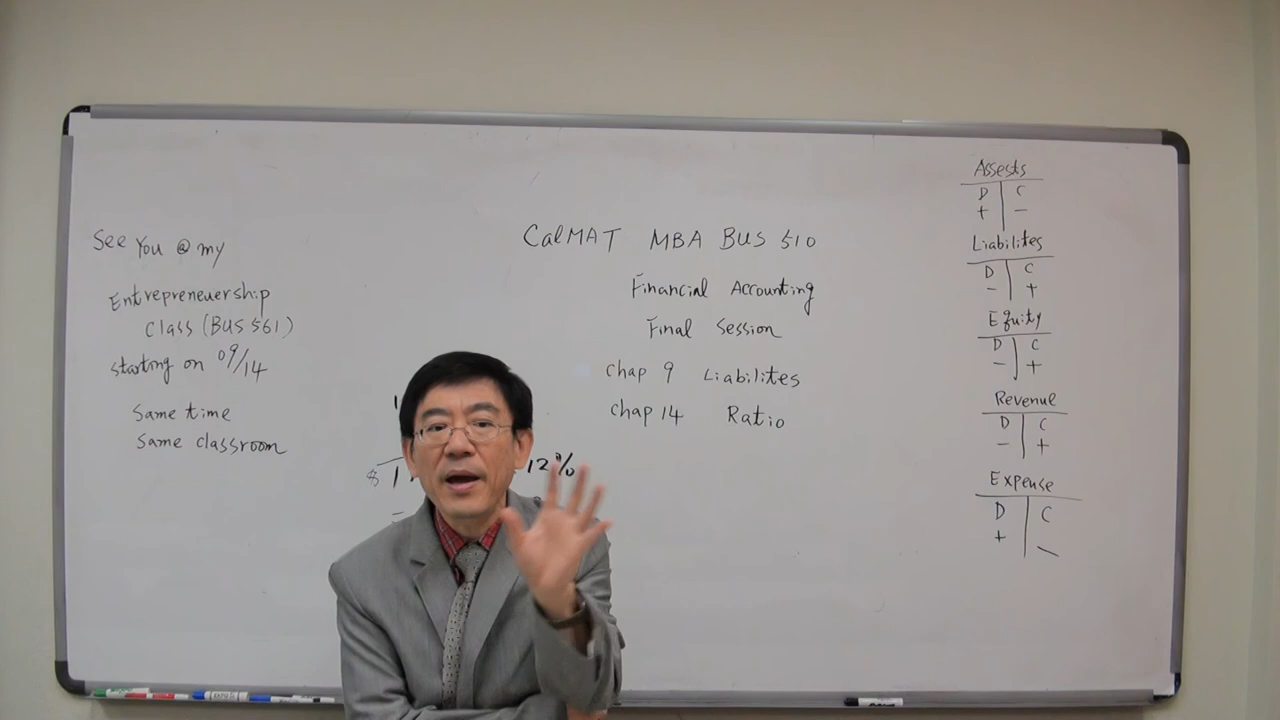 See You @ my
Entrepreneuership
Class (BUS 561)
starting on 09/14
Same time
Same classroom
12%
CalMAT MBA BUS 510
Financial Accounting
Final Session
Chap 9 Liabilites
Chap 14 Ratio
Assests
D C
+ -
Liabilites
D C
- +
Equity
D C
- +
Revenue
D C
- +
Expense
D C
+ -